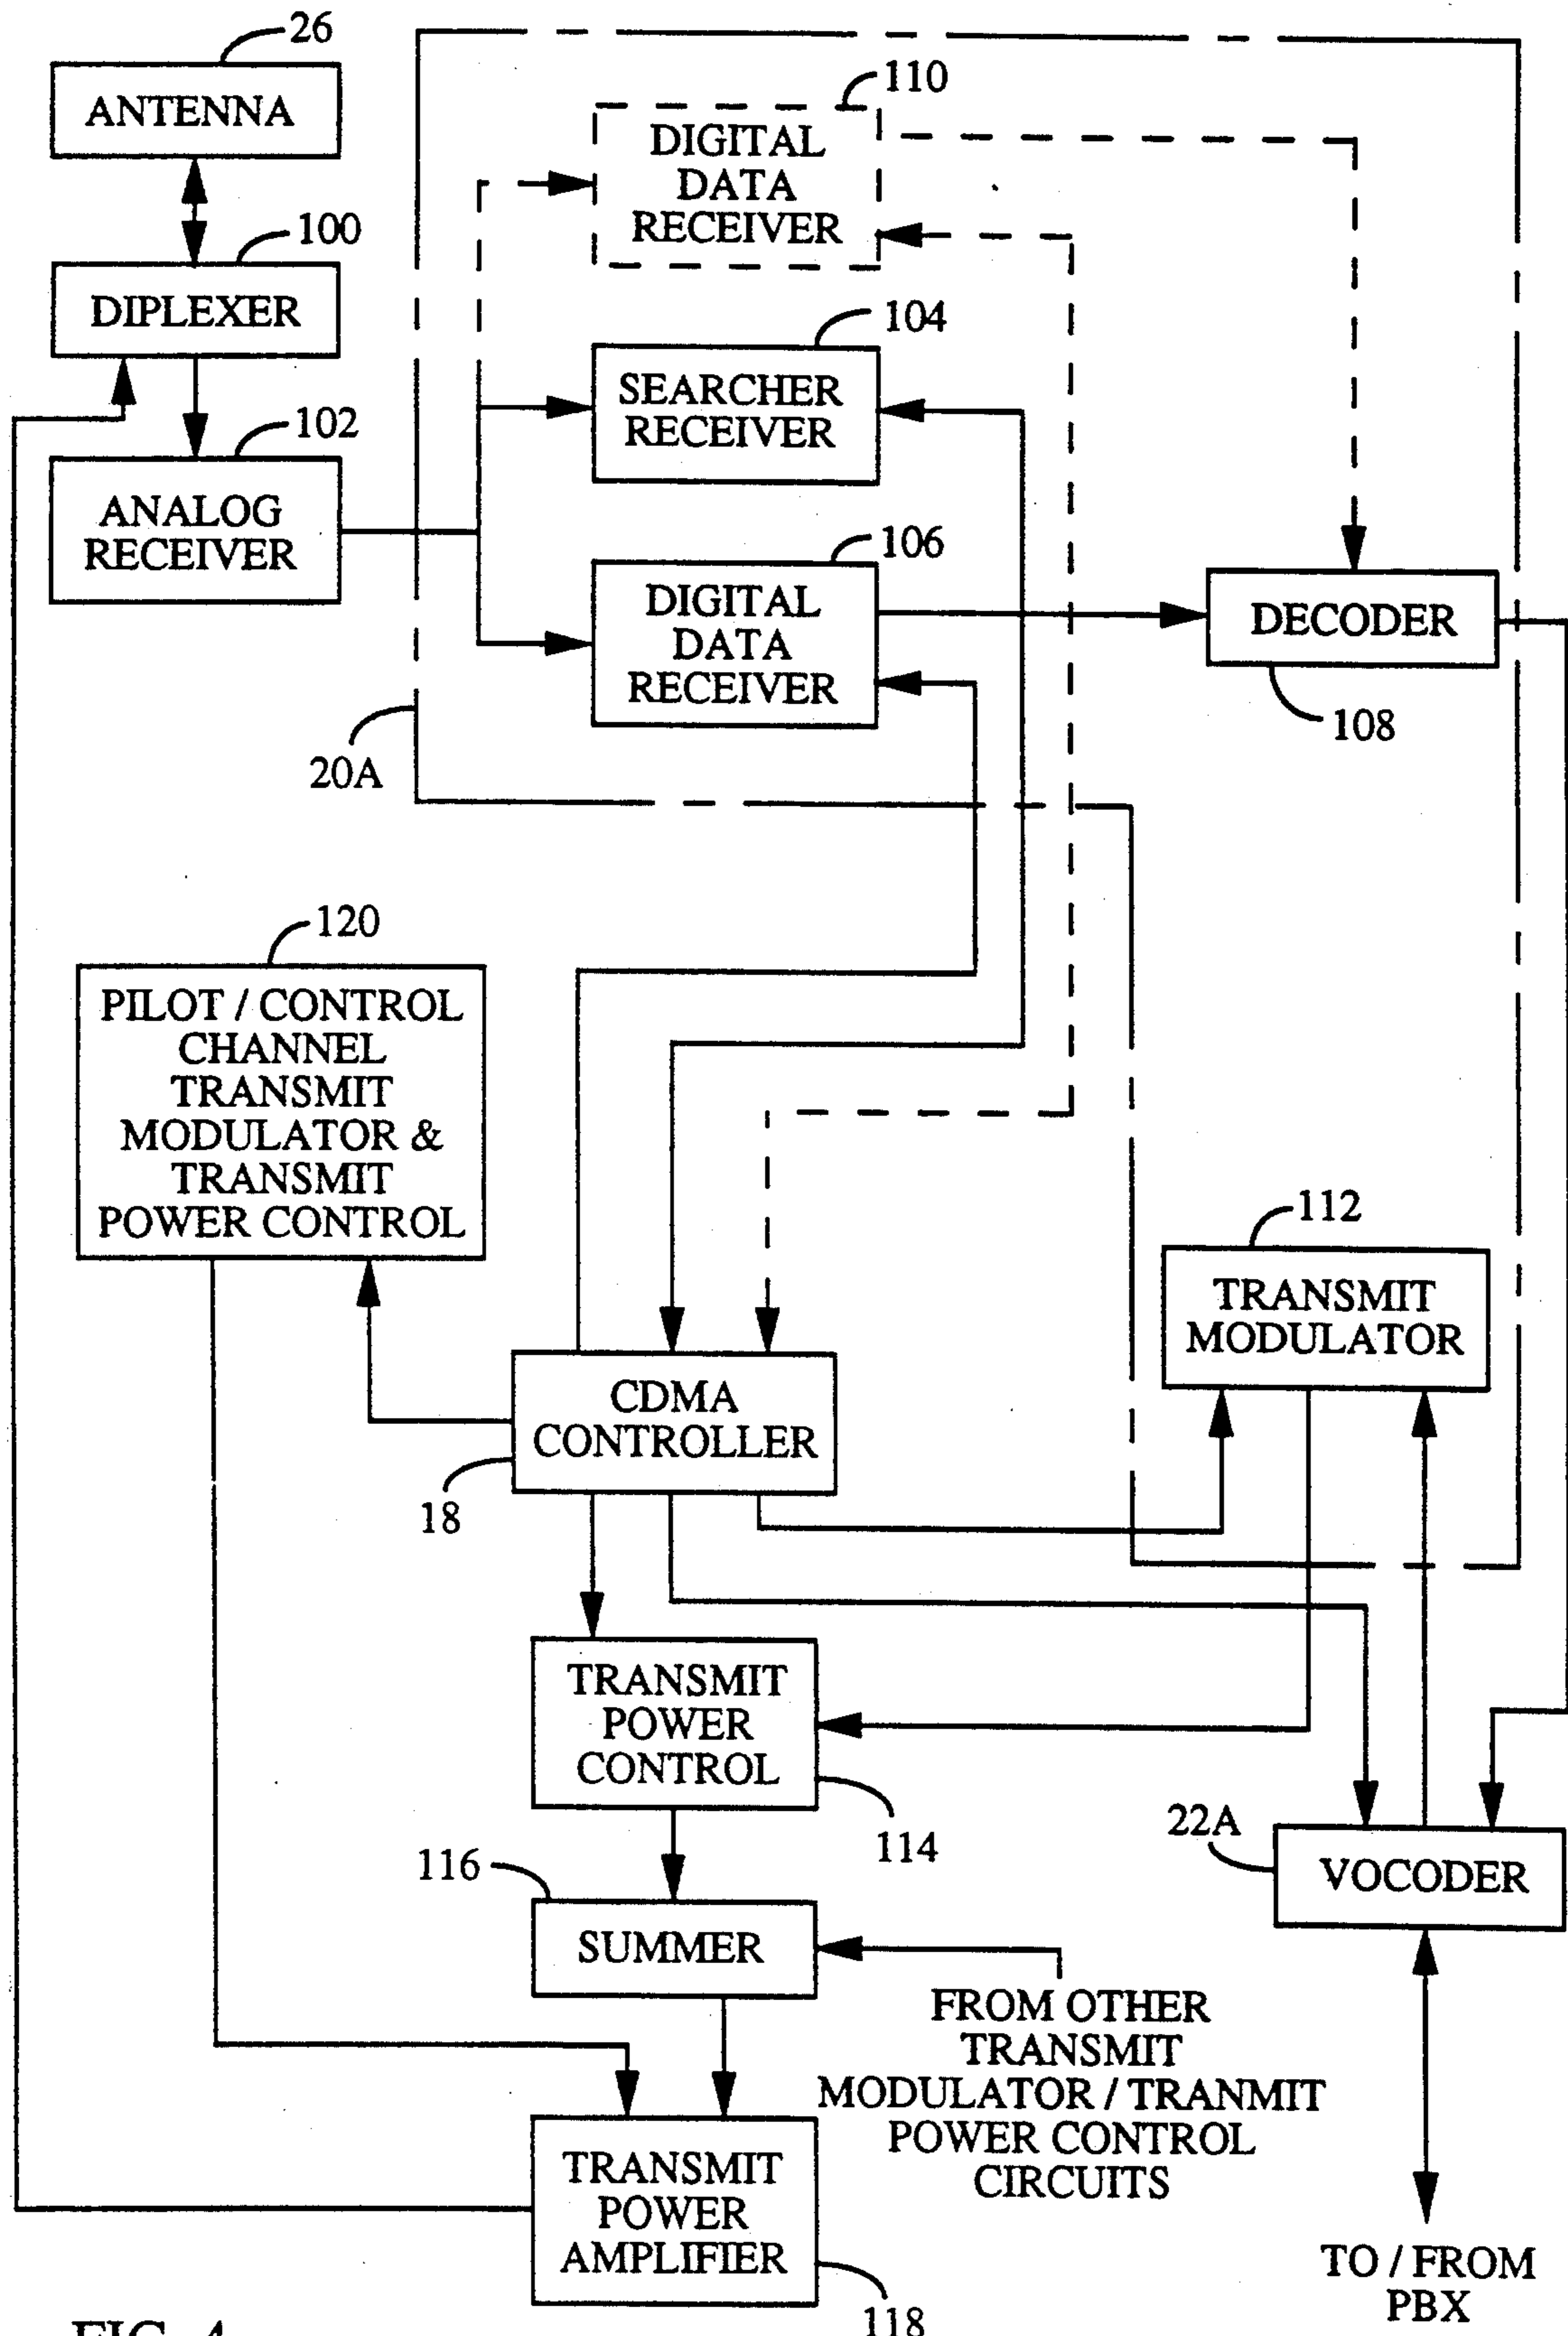 26
ANTENNA
110
DIGITAL
DATA
RECEIVER
100
DIPLEXER
104
SEARCHER
RECEIVER
102
ANALOG
RECEIVER
106
DIGITAL
DATA
RECEIVER
DECODER
108
20A
120
PILOT / CONTROL
CHANNEL
TRANSMIT
MODULATOR &
TRANSMIT
POWER CONTROL
112
TRANSMIT
MODULATOR
CDMA
CONTROLLER
18
TRANSMIT
POWER
CONTROL
114
22A
VOCODER
116
SUMMER
FROM OTHER
TRANSMIT
MODULATOR / TRANMIT
POWER CONTROL
CIRCUITS
TRANSMIT
POWER
AMPLIFIER
118
TO / FROM
PBX
FIG. 4